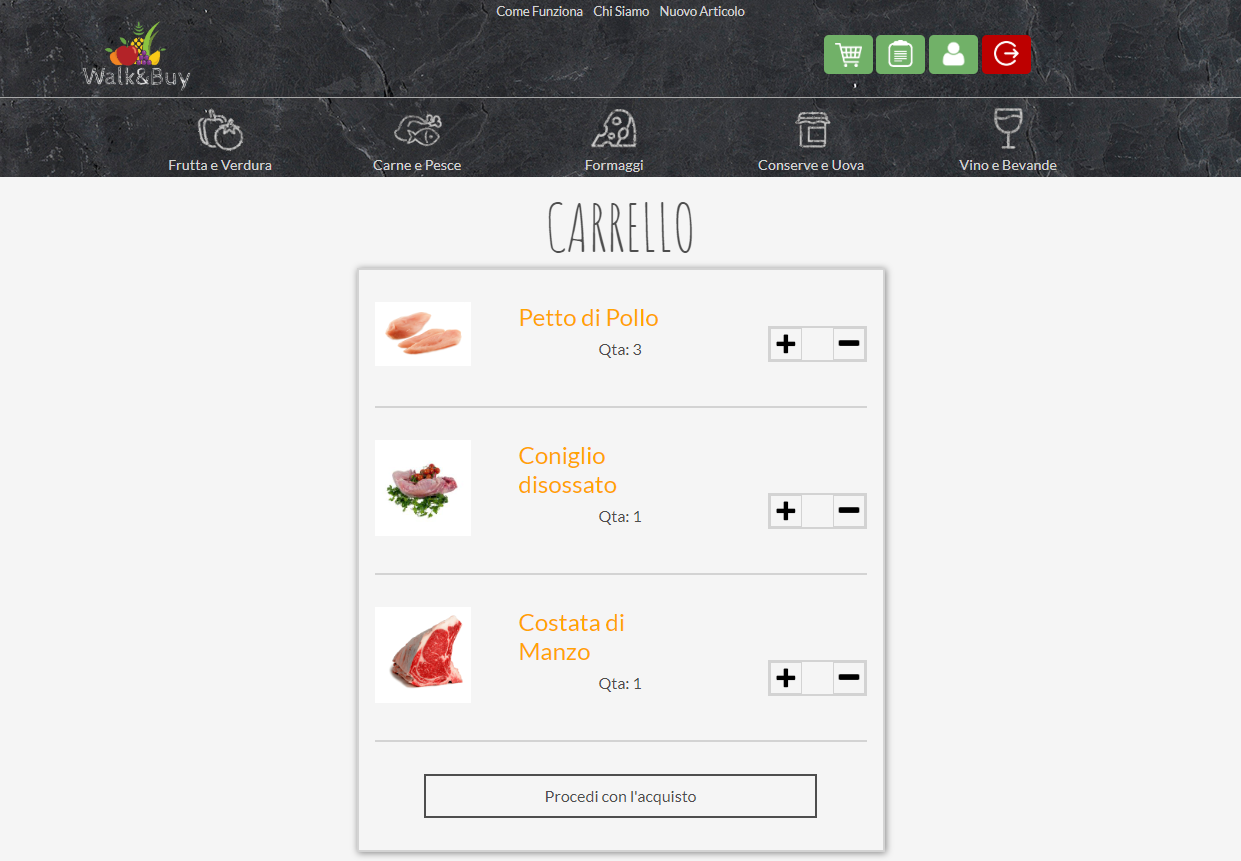 Come Funziona Chi Siamo Nuovo Articolo
Walk&Buy
Frutta e Verdura
Carne e Pesce
Formaggi
Conserve e Uova
Vino e Bevande
CARRELLO
Petto di Pollo
Qta: 3
Coniglio
disossato
Qta: 1
Costata di
Manzo
Qta: 1
Procedi con l'acquisto